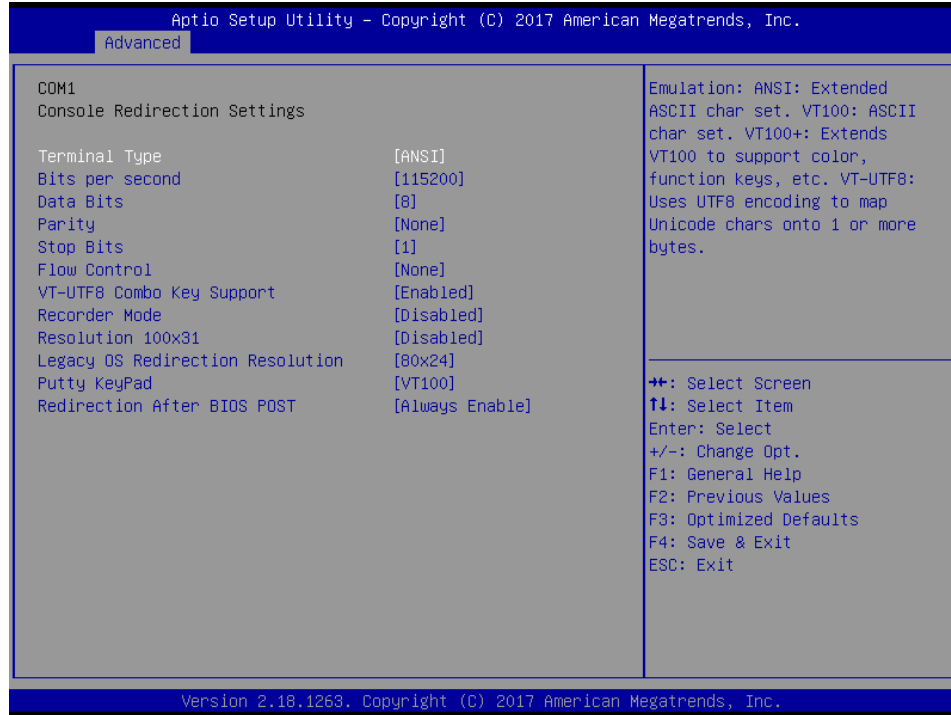 Aptio Setup Utility – Copyright (C) 2017 American Megatrends, Inc.
Advanced
COM1
Console Redirection Settings
Terminal Type [ANSI]
Bits per second [115200]
Data Bits [8]
Parity [None]
Stop Bits [1]
Flow Control [None]
VT-UTF8 Combo Key Support [Enabled]
Recorder Mode [Disabled]
Resolution 100x31 [Disabled]
Legacy OS Redirection Resolution [80x24]
Putty KeyPad [VT100]
Redirection After BIOS POST [Always Enable]
Emulation: ANSI: Extended
ASCII char set. VT100: ASCII
char set. VT100+: Extends
VT100 to support color,
function keys, etc. VT-UTF8:
Uses UTF8 encoding to map
Unicode chars onto 1 or more
bytes.
→←: Select Screen
↑↓: Select Item
Enter: Select
+/-: Change Opt.
F1: General Help
F2: Previous Values
F3: Optimized Defaults
F4: Save & Exit
ESC: Exit
Version 2.18.1263. Copyright (C) 2017 American Megatrends, Inc.